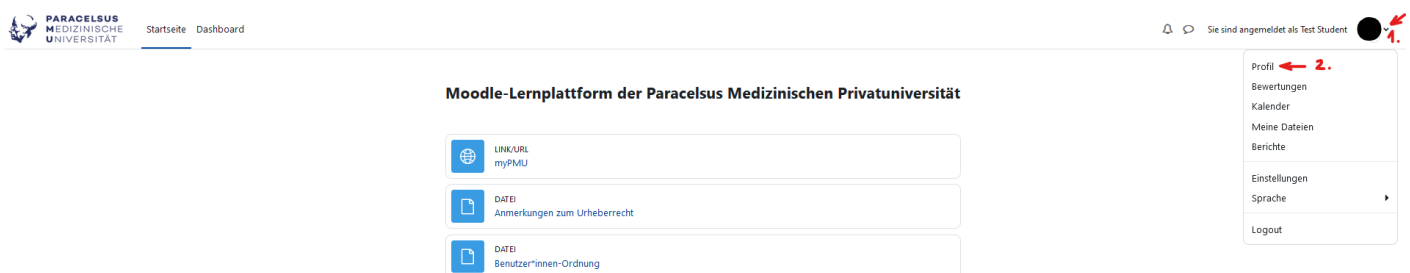 PARACELSUS
MEDIZINISCHE
UNIVERSITÄT
Startseite Dashboard
Sie sind angemeldet als Test Student
1.
Profil 2.
Bewertungen
Kalender
Meine Dateien
Berichte
Einstellungen
Sprache
Logout
Moodle-Lernplattform der Paracelsus Medizinischen Privatuniversität
LINK/URL
myPMU
DATEI
Anmerkungen zum Urheberrecht
DATEI
Benutzer*innen-Ordnung